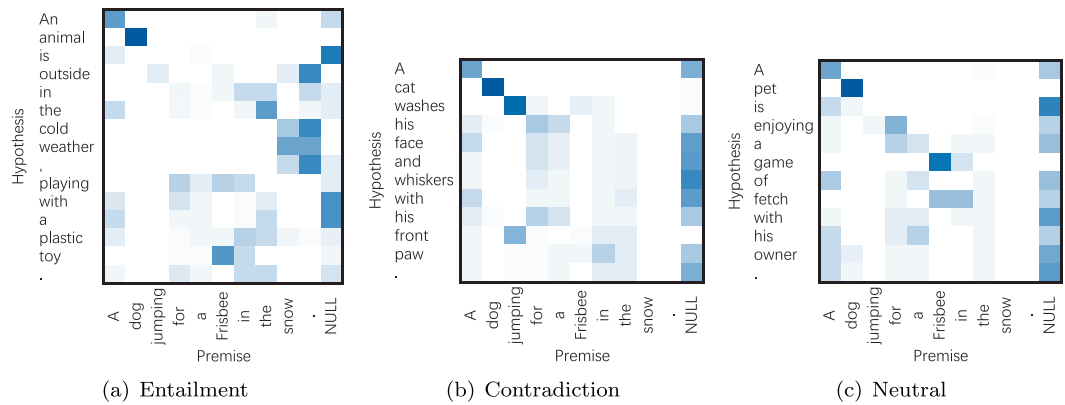 Hypothesis
An
animal
is
outside
in
the
cold
weather
,
playing
with
a
plastic
toy
.
A
dog
jumping
for
a
Frisbee
in
the
snow
.
NULL
Premise
(a) Entailment
Hypothesis
A
cat
washes
his
face
and
whiskers
with
his
front
paw
.
A
dog
jumping
for
a
Frisbee
in
the
snow
.
NULL
Premise
(b) Contradiction
Hypothesis
A
pet
is
enjoying
a
game
of
fetch
with
his
owner
.
A
dog
jumping
for
a
Frisbee
in
the
snow
.
NULL
Premise
(c) Neutral